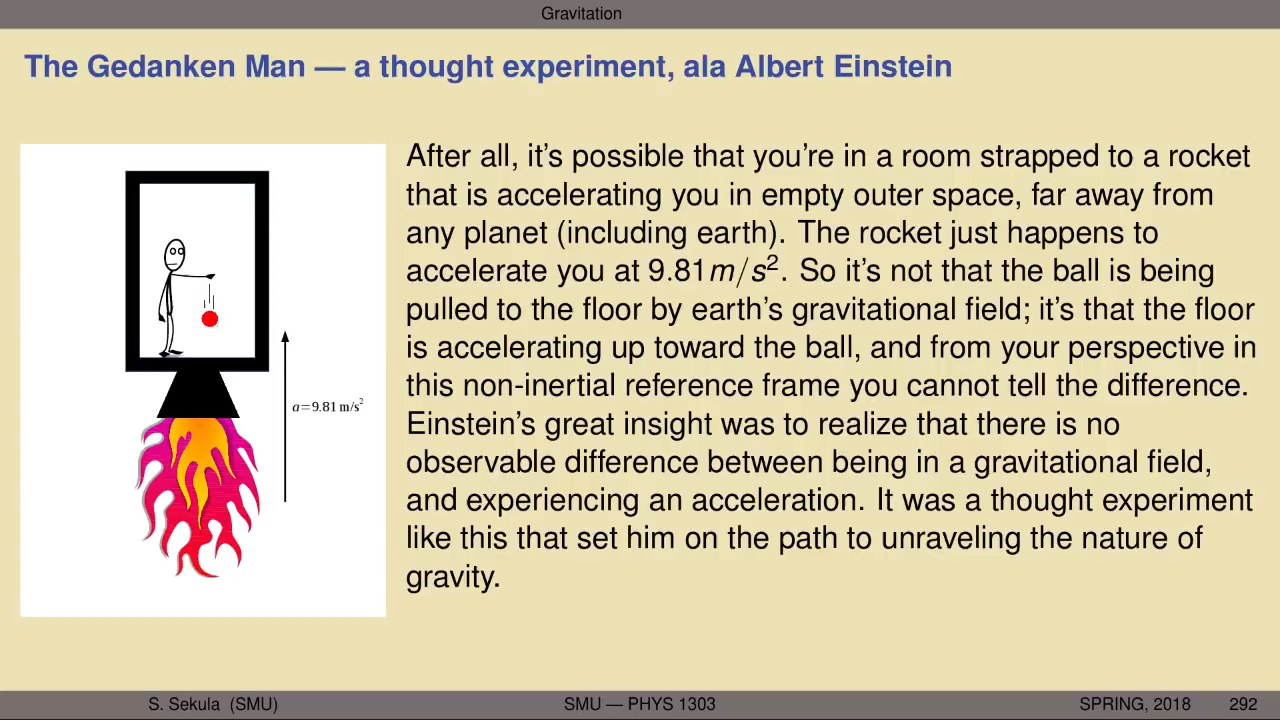 Gravitation
The Gedanken Man — a thought experiment, ala Albert Einstein
After all, it's possible that you're in a room strapped to a rocket
that is accelerating you in empty outer space, far away from
any planet (including earth). The rocket just happens to
accelerate you at 9.81m/s². So it's not that the ball is being
pulled to the floor by earth's gravitational field; it's that the floor
is accelerating up toward the ball, and from your perspective in
this non-inertial reference frame you cannot tell the difference.
Einstein's great insight was to realize that there is no
observable difference between being in a gravitational field,
and experiencing an acceleration. It was a thought experiment
like this that set him on the path to unraveling the nature of
gravity.
a=9.81 m/s²
S. Sekula (SMU)
SMU — PHYS 1303
SPRING, 2018
292